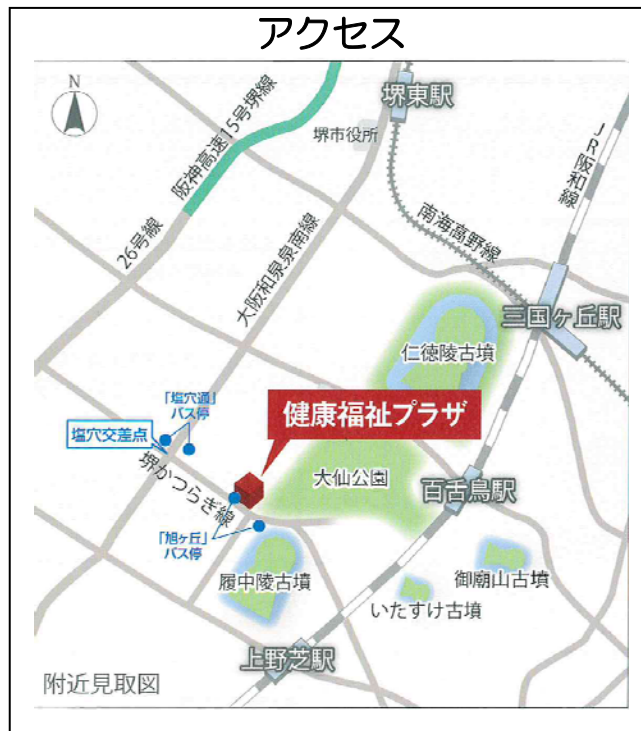 アクセス
N
堺東駅
堺市役所
阪神高速15号堺線
JR阪和線
南海高野線
26号線
大阪和泉泉南線
三国ヶ丘駅
仁徳陵古墳
「塩穴通」
バス停
健康福祉プラザ
塩穴交差点
堺かつらぎ線
大仙公園
百舌鳥駅
「旭ヶ丘」
バス停
履中陵古墳
御廟山古墳
いたすけ古墳
上野芝駅
附近見取図